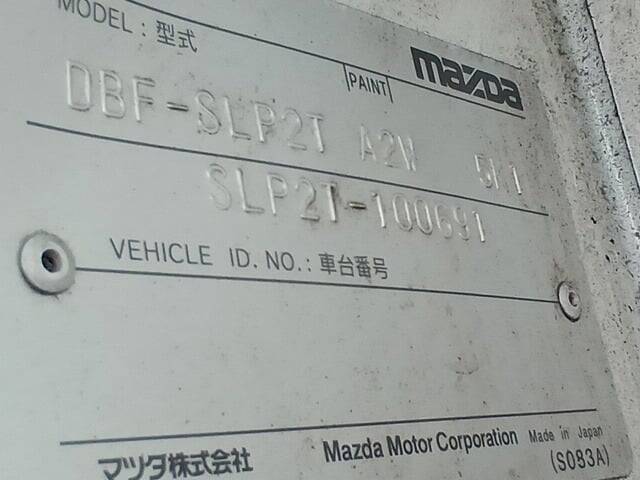 MODEL : 型式
PAINT
mazda
DBF-SLP2T A2W
SLP2T-100691
VEHICLE ID. NO. : 車台番号
マツダ株式会社
Mazda Motor Corporation Made in Japan
(S083A)